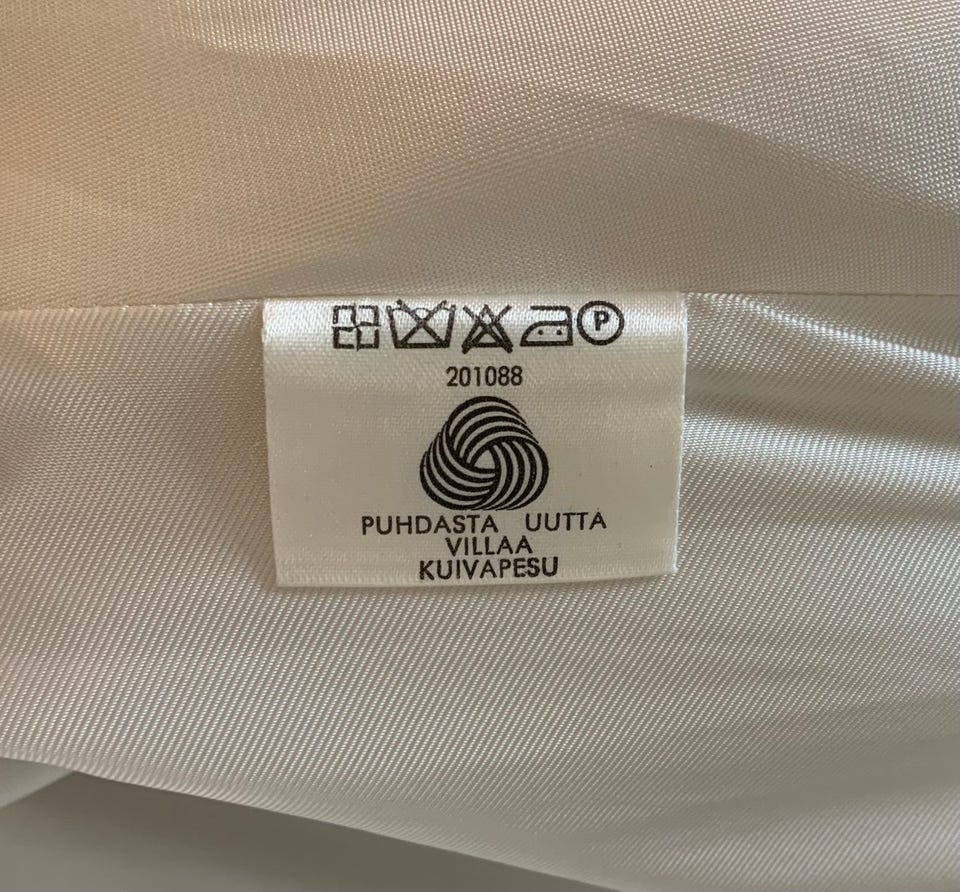 P
201088
PUHDASTA UUTTA
VILLAA
KUIVAPESU